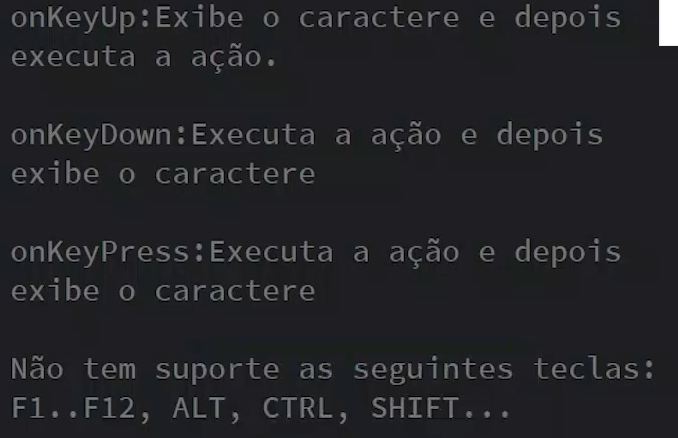 onKeyUp:Exibe o caractere e depois
executa a ação.
onKeyDown:Executa a ação e depois
exibe o caractere
onKeyPress:Executa a ação e depois
exibe o caractere
Não tem suporte as seguintes teclas:
F1..F12, ALT, CTRL, SHIFT...